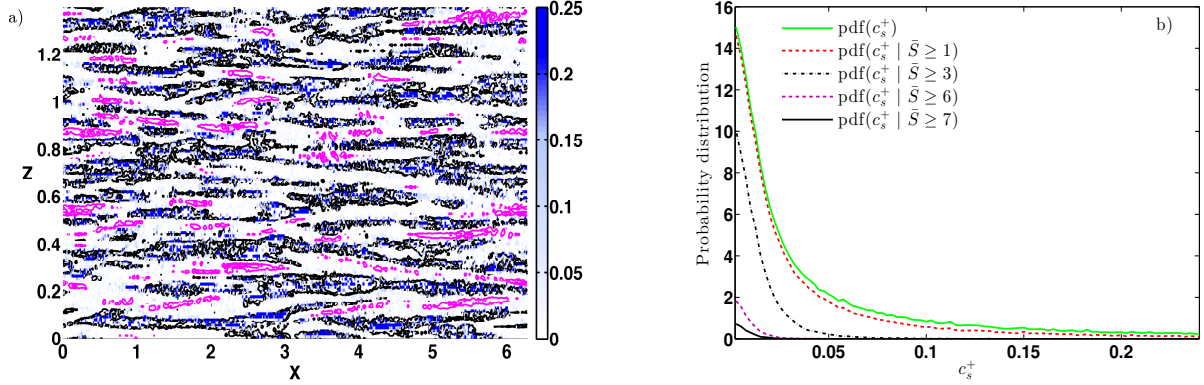 a)
0.25
0.2
0.15
0.1
0.05
0
1.2
1
0.8
0.6
0.4
0.2
0
Z
0 1 2 3 4 5 6
X
b)
16
14
12
10
8
6
4
2
0
Probability distribution
pdf(c_s^+)
pdf(c_s^+ | S̄ ≥ 1)
pdf(c_s^+ | S̄ ≥ 3)
pdf(c_s^+ | S̄ ≥ 6)
pdf(c_s^+ | S̄ ≥ 7)
0.05 0.1 0.15 0.2
c_s^+